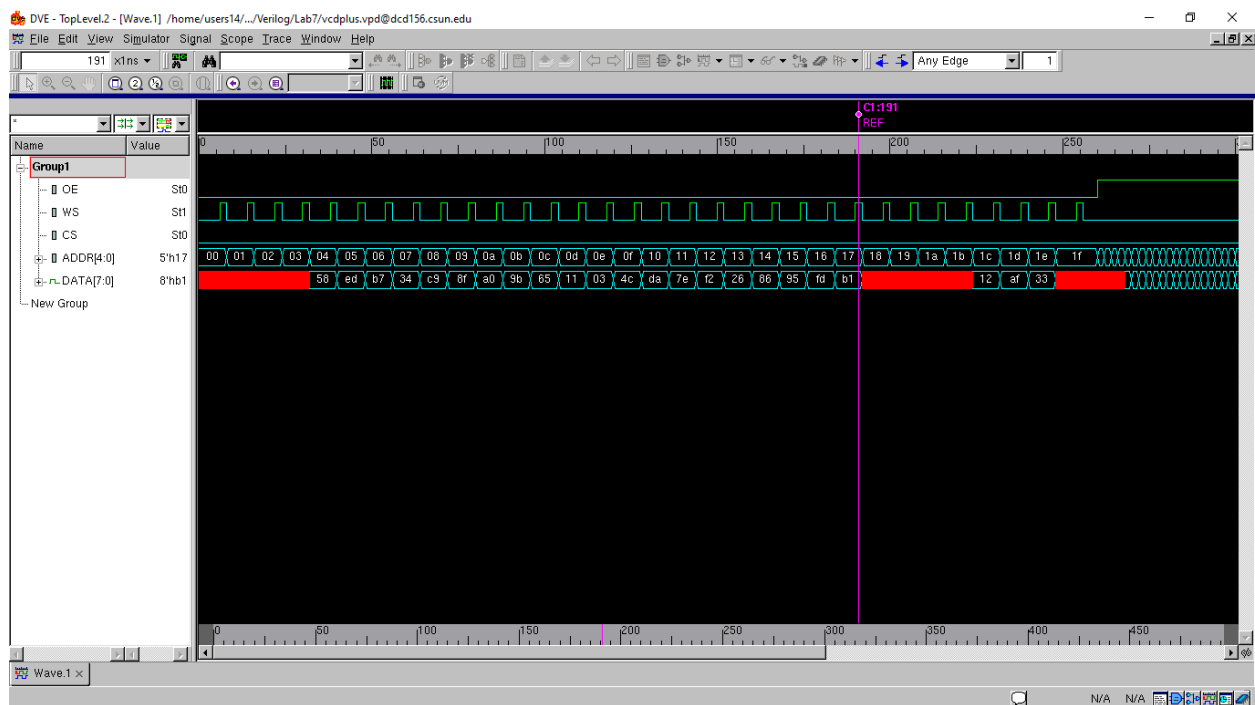 DVE - TopLevel.2 - [Wave.1] /home/users14/.../Verilog/Lab7/vcdplus.vpd@dcd156.csun.edu
File Edit View Simulator Signal Scope Trace Window Help
191 x1ns Any Edge 1
C1:191
* REF
Name Value 0 50 100 150 200 250
Group1
OE St0
WS St1
CS St0
ADDR[4:0] 5'h17 00 01 02 03 04 05 06 07 08 09 0a 0b 0c 0d 0e 0f 10 11 12 13 14 15 16 17 18 19 1a 1b 1c 1d 1e 1f
DATA[7:0] 8'hb1 58 ed b7 34 c9 8f a0 9b 65 11 03 4c da 7e f2 26 86 95 fd b1 12 af 33
New Group
0 50 100 150 200 250 300 350 400 450
Wave.1
N/A N/A